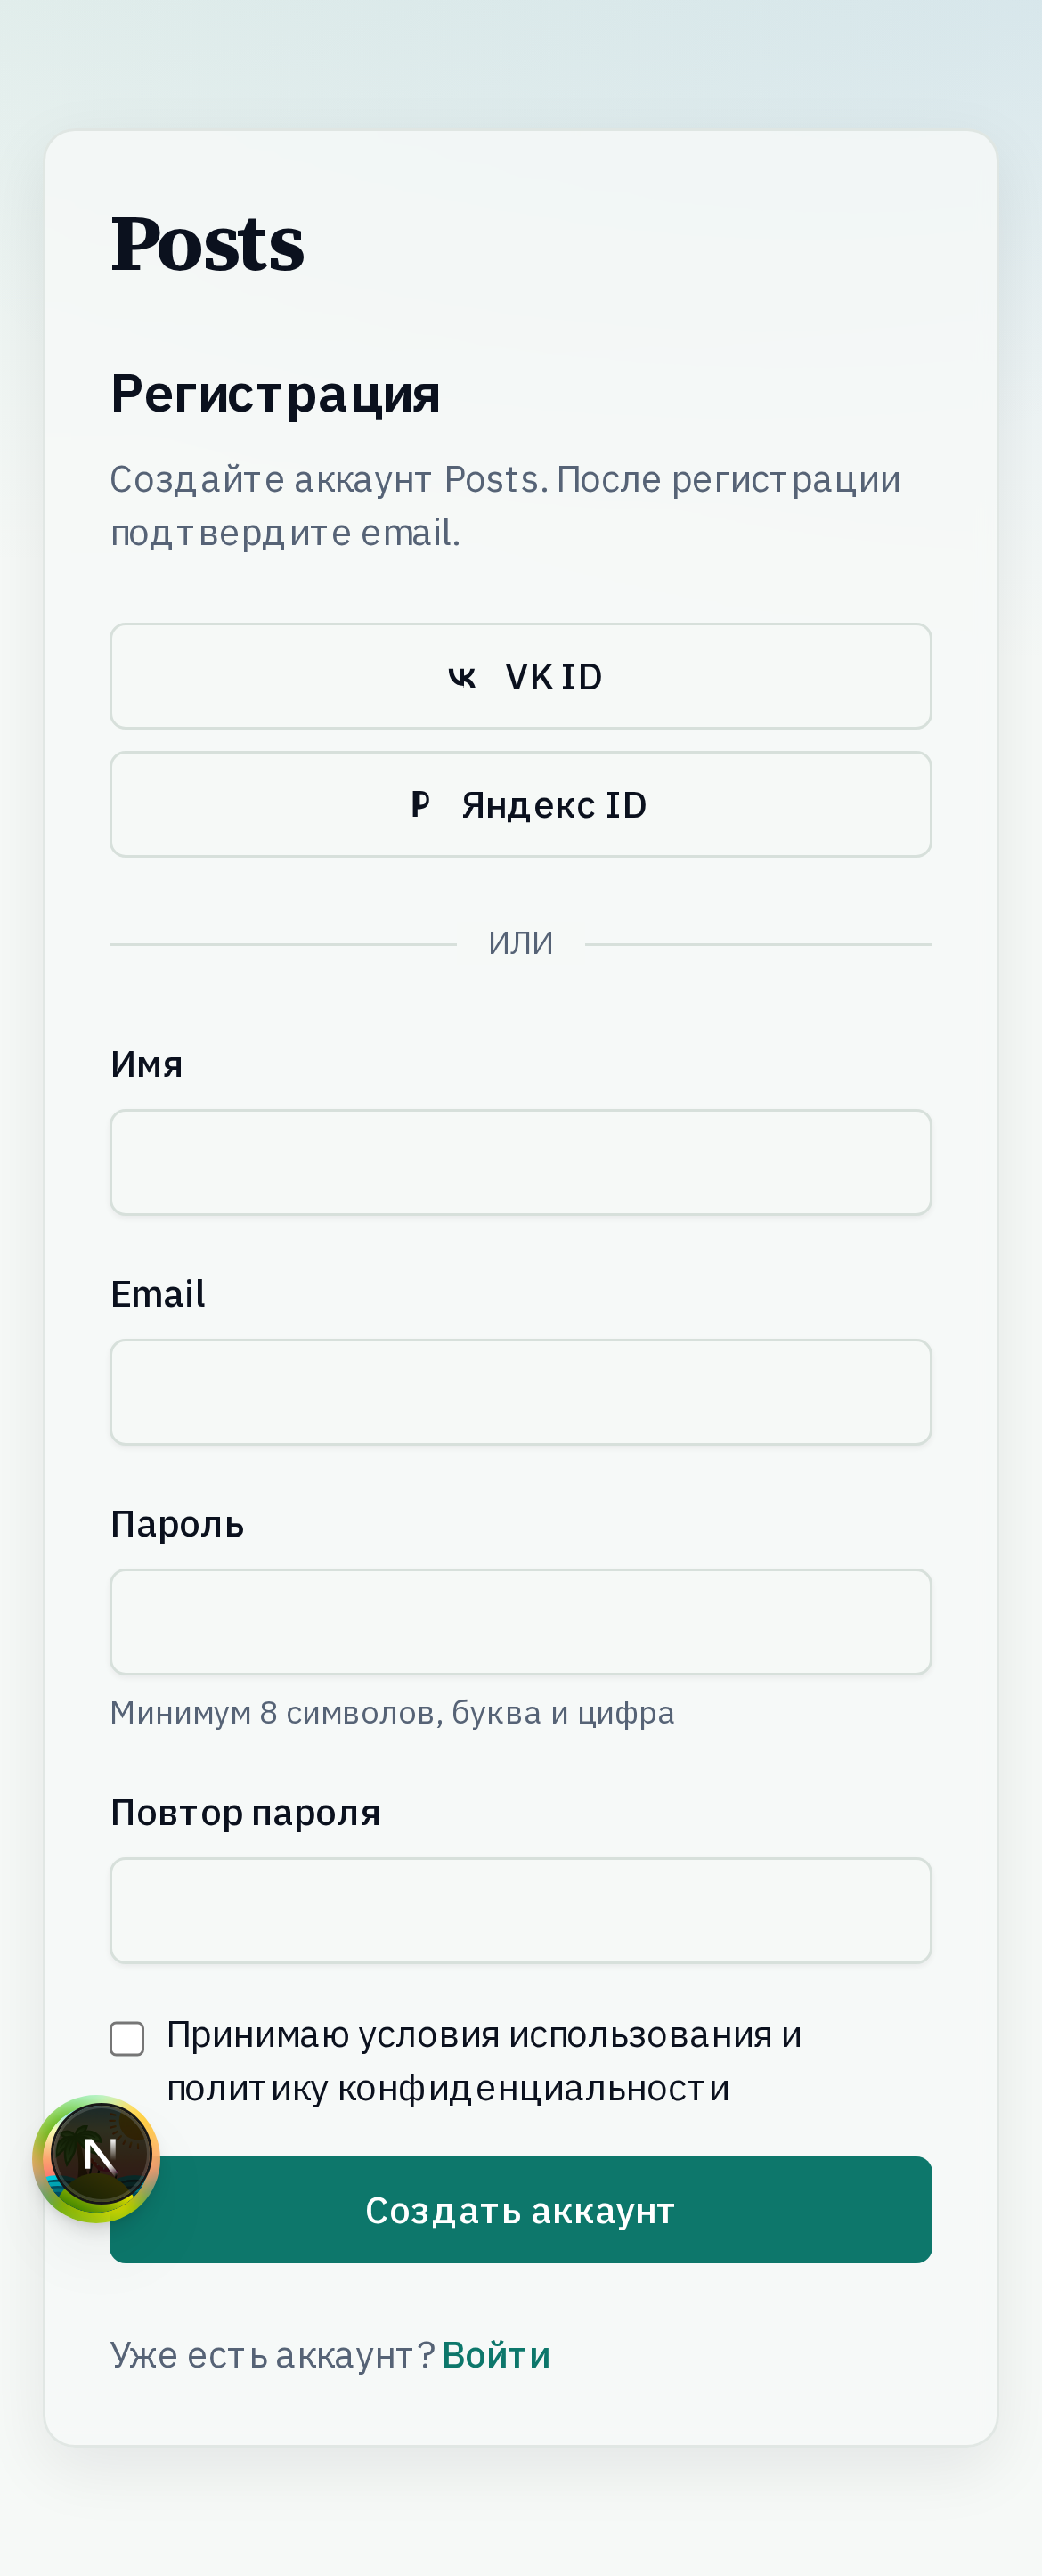 Posts
Регистрация
Создайте аккаунт Posts. После регистрации
подтвердите email.
VK ID
Яндекс ID
ИЛИ
Имя
Email
Пароль
Минимум 8 символов, буква и цифра
Повтор пароля
Принимаю условия использования и
политику конфиденциальности
N
Создать аккаунт
Уже есть аккаунт? Войти